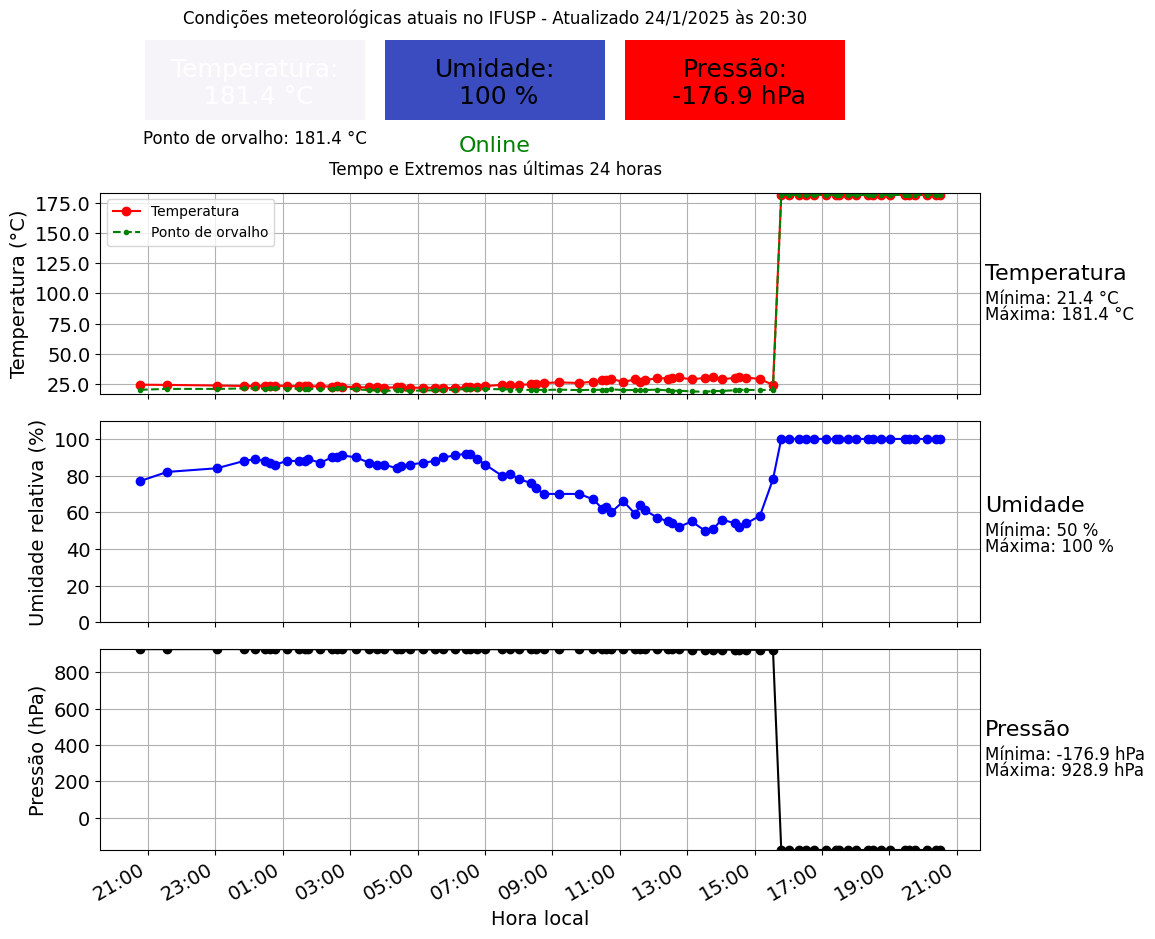 Condições meteorológicas atuais no IFUSP - Atualizado 24/1/2025 às 20:30
Temperatura:
181.4 °C
Umidade:
100 %
Pressão:
-176.9 hPa
Ponto de orvalho: 181.4 °C
Online
Tempo e Extremos nas últimas 24 horas
Temperatura (°C)
175.0
150.0
125.0
100.0
75.0
50.0
25.0
Temperatura
Ponto de orvalho
Temperatura
Mínima: 21.4 °C
Máxima: 181.4 °C
Umidade relativa (%)
100
80
60
40
20
0
Umidade
Mínima: 50 %
Máxima: 100 %
Pressão (hPa)
800
600
400
200
0
Pressão
Mínima: -176.9 hPa
Máxima: 928.9 hPa
21:00
23:00
01:00
03:00
05:00
07:00
09:00
11:00
13:00
15:00
17:00
19:00
21:00
Hora local